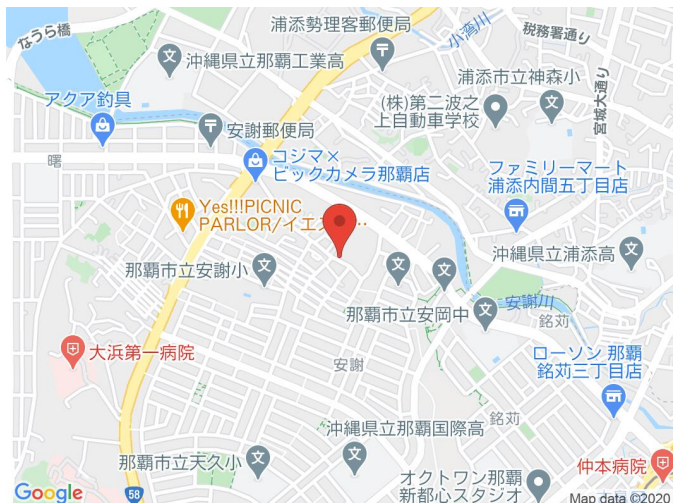 なうら橋
浦添勢理客郵便局
小湾川
税務署通り
沖縄県立那覇工業高
浦添市立神森小
宮城大通り
アクア釣具
(株)第二波之
上自動車学校
安謝郵便局
曙
コジマ×
ビックカメラ那覇店
ファミリーマート
浦添内間五丁目店
Yes!!!PICNIC
PARLOR/イエス…
沖縄県立浦添高
那覇市立安謝小
安謝川
那覇市立安岡中
銘苅
大浜第一病院
安謝
ローソン 那覇
銘苅三丁目店
銘苅
沖縄県立那覇国際高
那覇市立天久小
仲本病院
オクトワン那覇
新都心スタジオ
Google
58
Map data ©2020